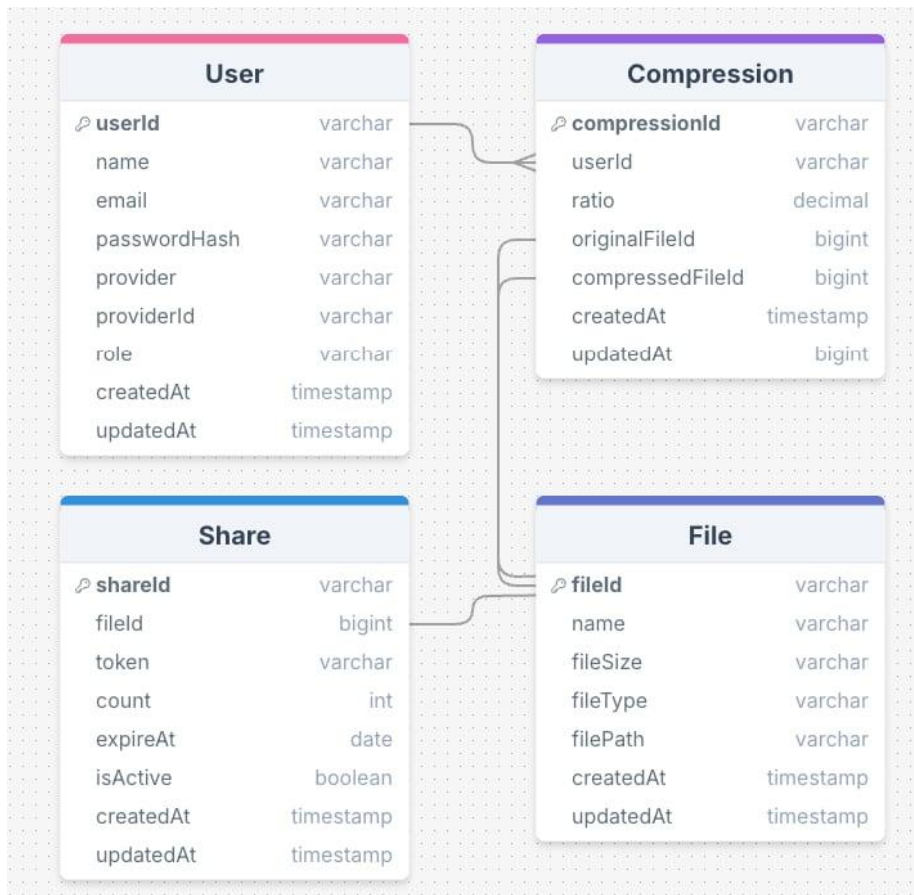 User
userId varchar
name varchar
email varchar
passwordHash varchar
provider varchar
providerId varchar
role varchar
createdAt timestamp
updatedAt timestamp
Compression
compressionId varchar
userId varchar
ratio decimal
originalFileId bigint
compressedFileId bigint
createdAt timestamp
updatedAt bigint
Share
shareId varchar
fileId bigint
token varchar
count int
expireAt date
isActive boolean
createdAt timestamp
updatedAt timestamp
File
fileId varchar
name varchar
fileSize varchar
fileType varchar
filePath varchar
createdAt timestamp
updatedAt timestamp